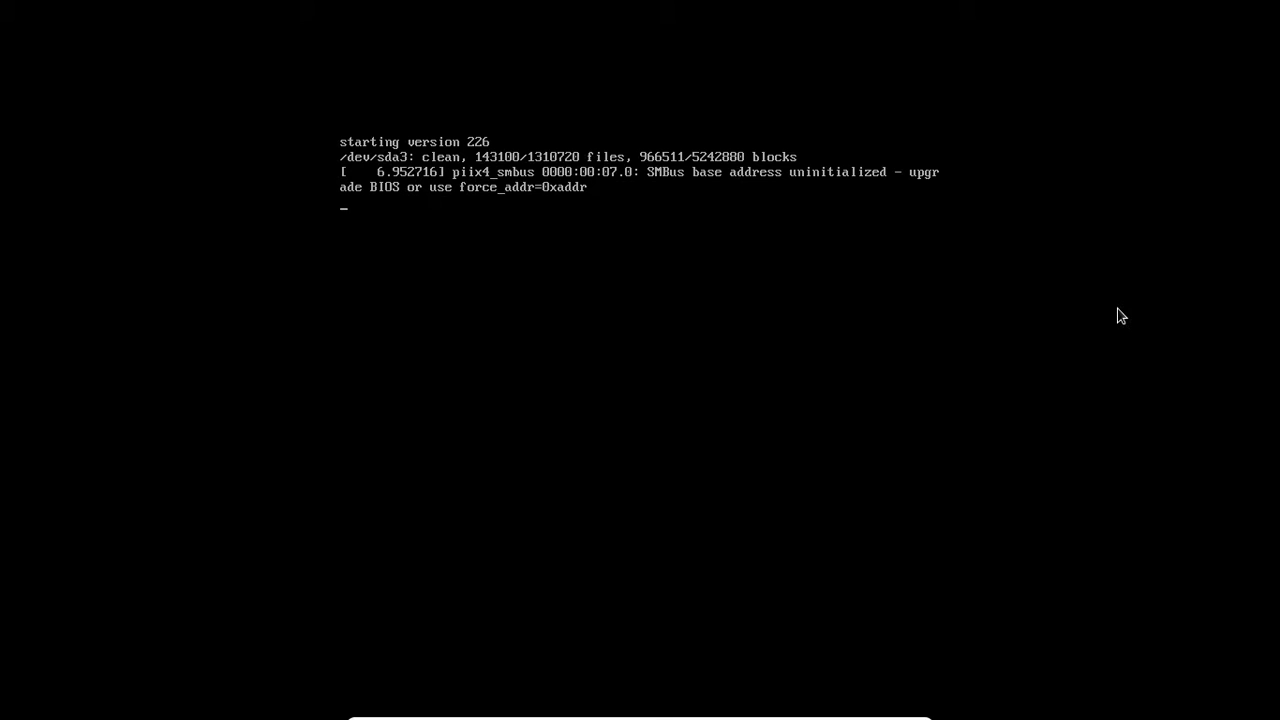 starting version 226
/dev/sda3: clean, 143100/1310720 files, 966511/5242880 blocks
[    6.952716] piix4_smbus 0000:00:07.0: SMBus base address uninitialized - upgr
ade BIOS or use force_addr=0xaddr
_